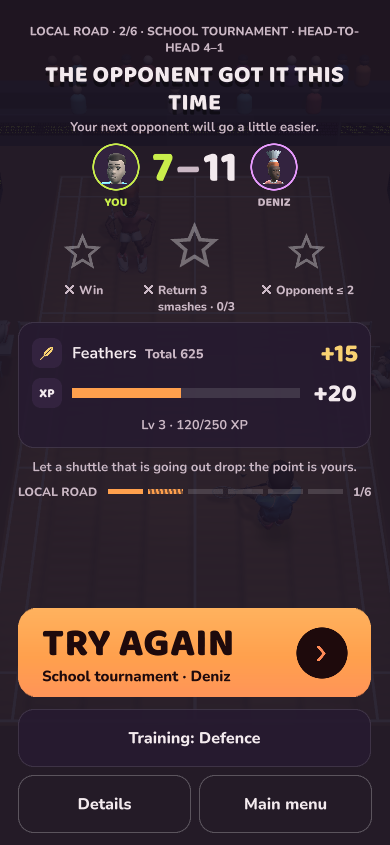 LOCAL ROAD · 2/6 · SCHOOL TOURNAMENT · HEAD-TO-
HEAD 4–1
THE OPPONENT GOT IT THIS
TIME
Your next opponent will go a little easier.
7–11
YOU
DENIZ
✕ Win
✕ Return 3
smashes · 0/3
✕ Opponent ≤ 2
Feathers Total 625 +15
XP +20
Lv 3 · 120/250 XP
Let a shuttle that is going out drop: the point is yours.
LOCAL ROAD 1/6
TRY AGAIN
School tournament · Deniz
Training: Defence
Details
Main menu